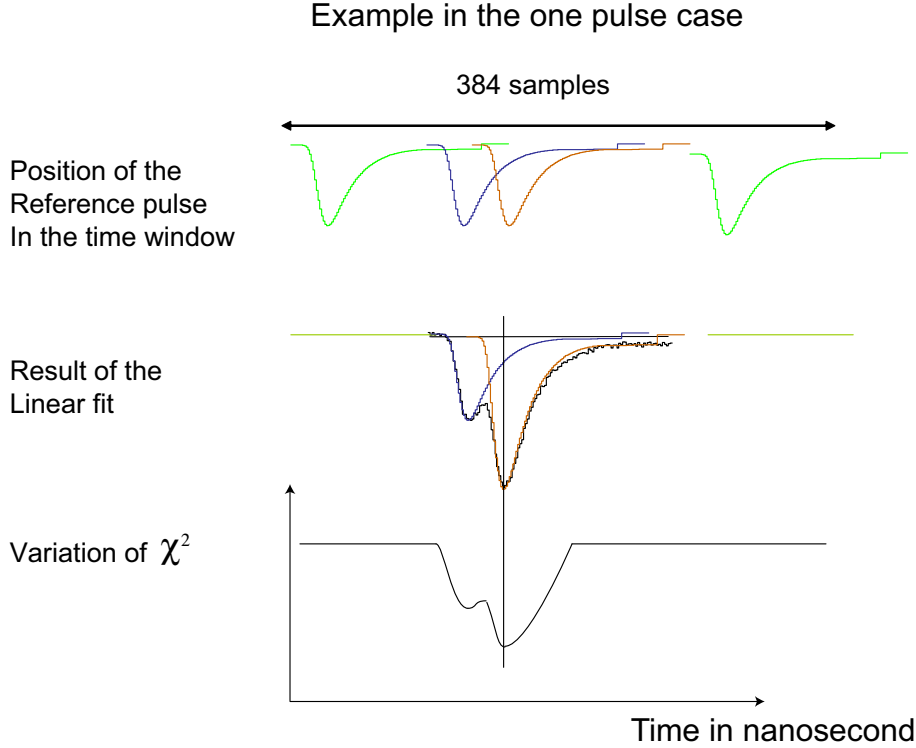 Example in the one pulse case
384 samples
Position of the
Reference pulse
In the time window
Result of the
Linear fit
Variation of χ²
Time in nanosecond